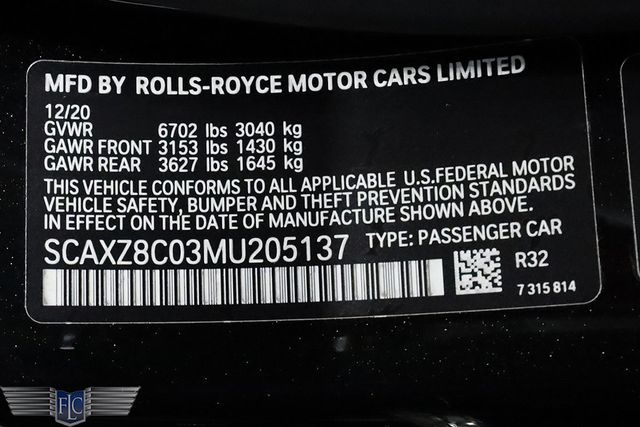 MFD BY ROLLS-ROYCE MOTOR CARS LIMITED
12/20
GVWR 6702 lbs 3040 kg
GAWR FRONT 3153 lbs 1430 kg
GAWR REAR 3627 lbs 1645 kg
THIS VEHICLE CONFORMS TO ALL APPLICABLE U.S.FEDERAL MOTOR
VEHICLE SAFETY, BUMPER AND THEFT PREVENTION STANDARDS
IN EFFECT ON THE DATE OF MANUFACTURE SHOWN ABOVE.
SCAXZ8C03MU205137 TYPE: PASSENGER CAR
R32
7 315 814
FLC